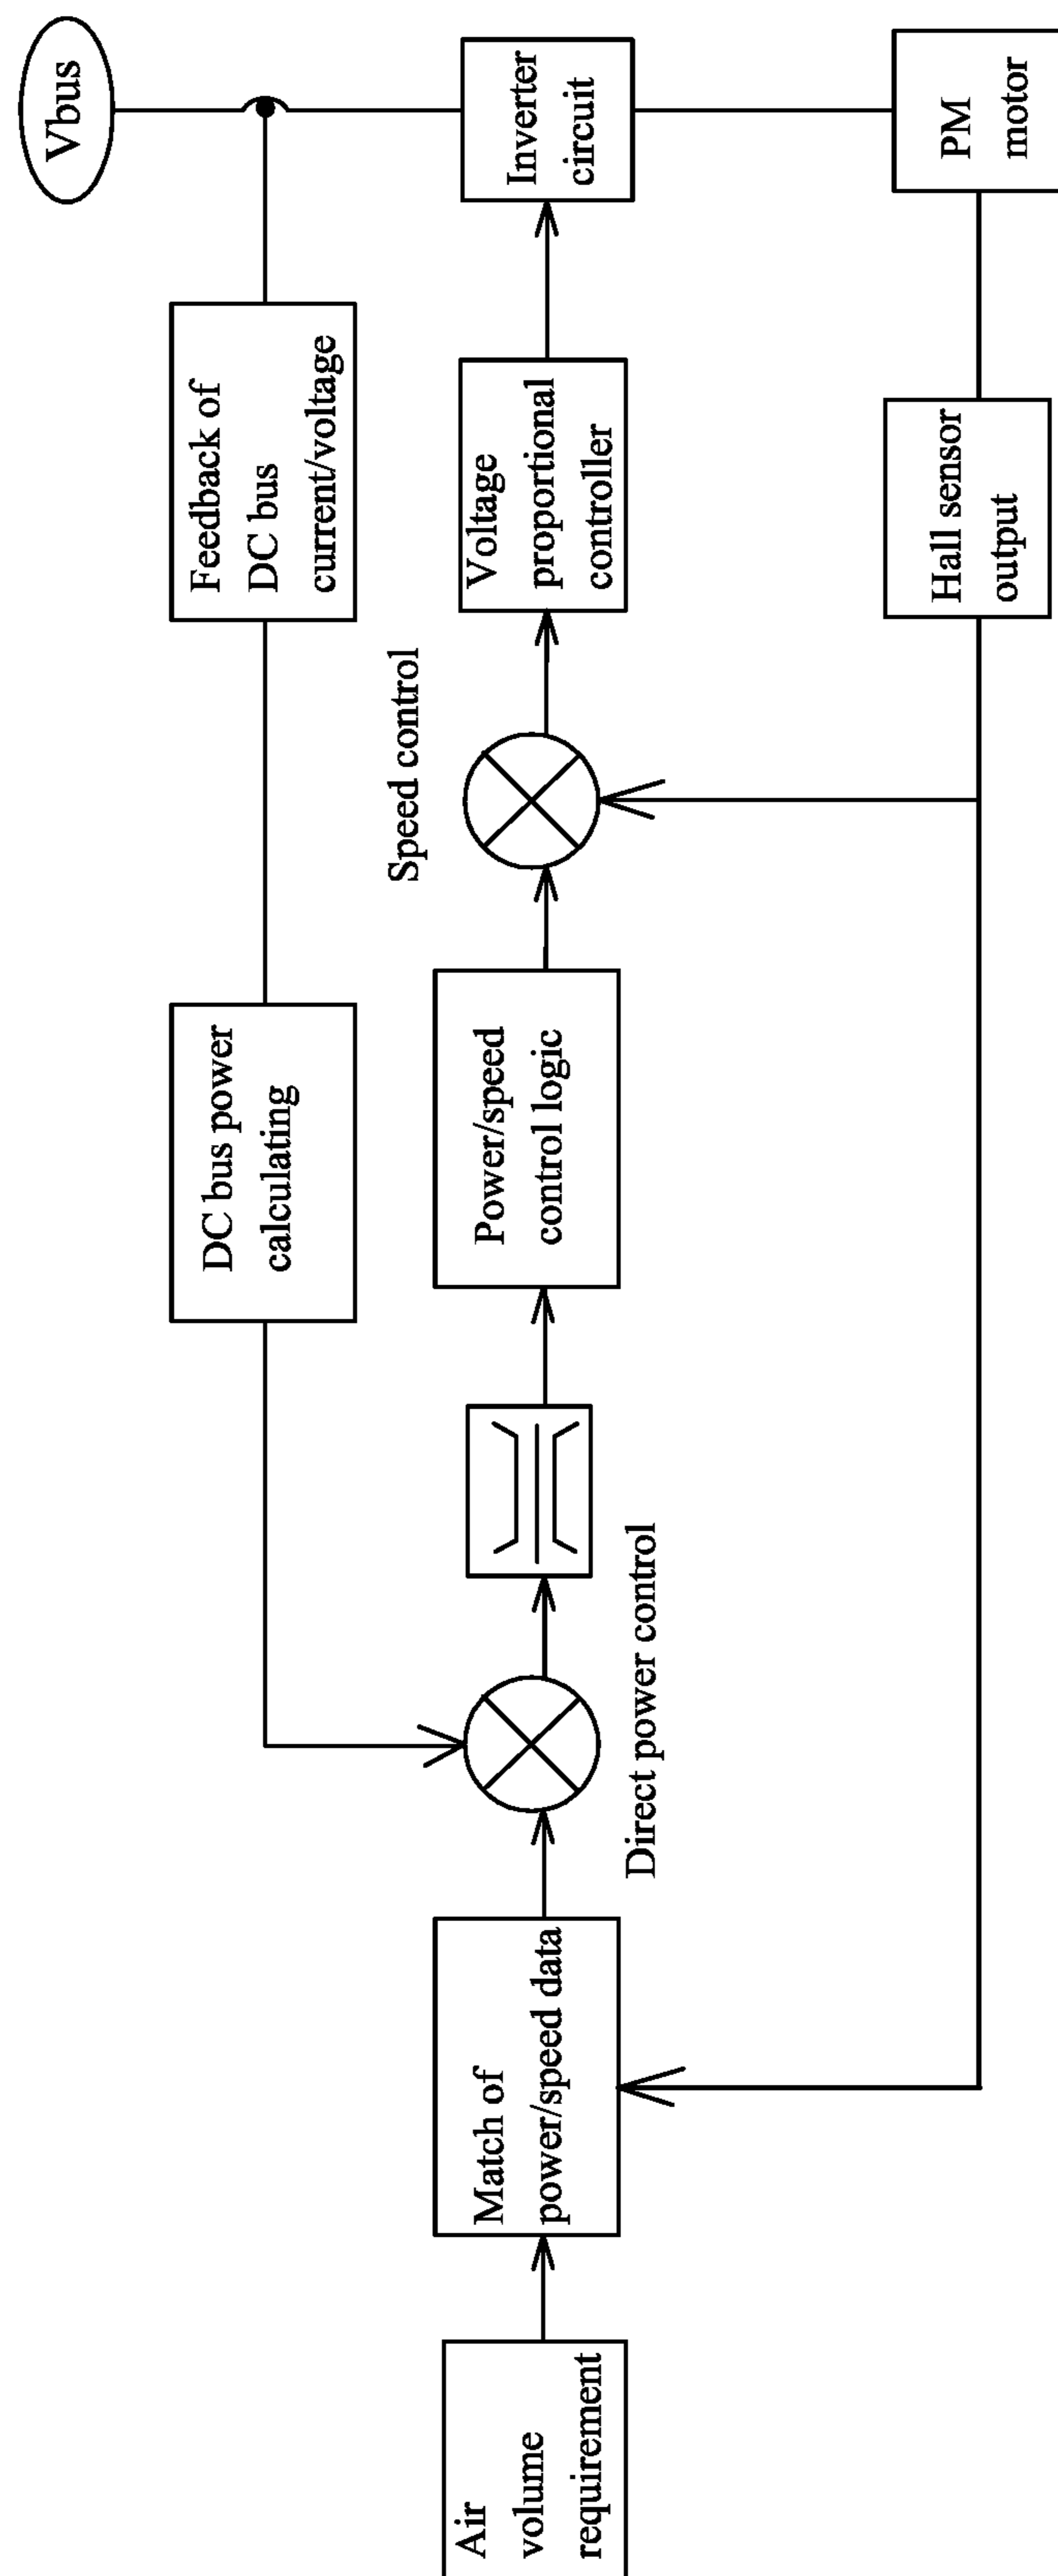 Air
volume
requirement
Match of
power/speed data
Direct power control
Power/speed
control logic
Speed control
Voltage
proportional
controller
Inverter
circuit
DC bus power
calculating
Feedback of
DC bus
current/voltage
Vbus
Hall sensor
output
PM
motor